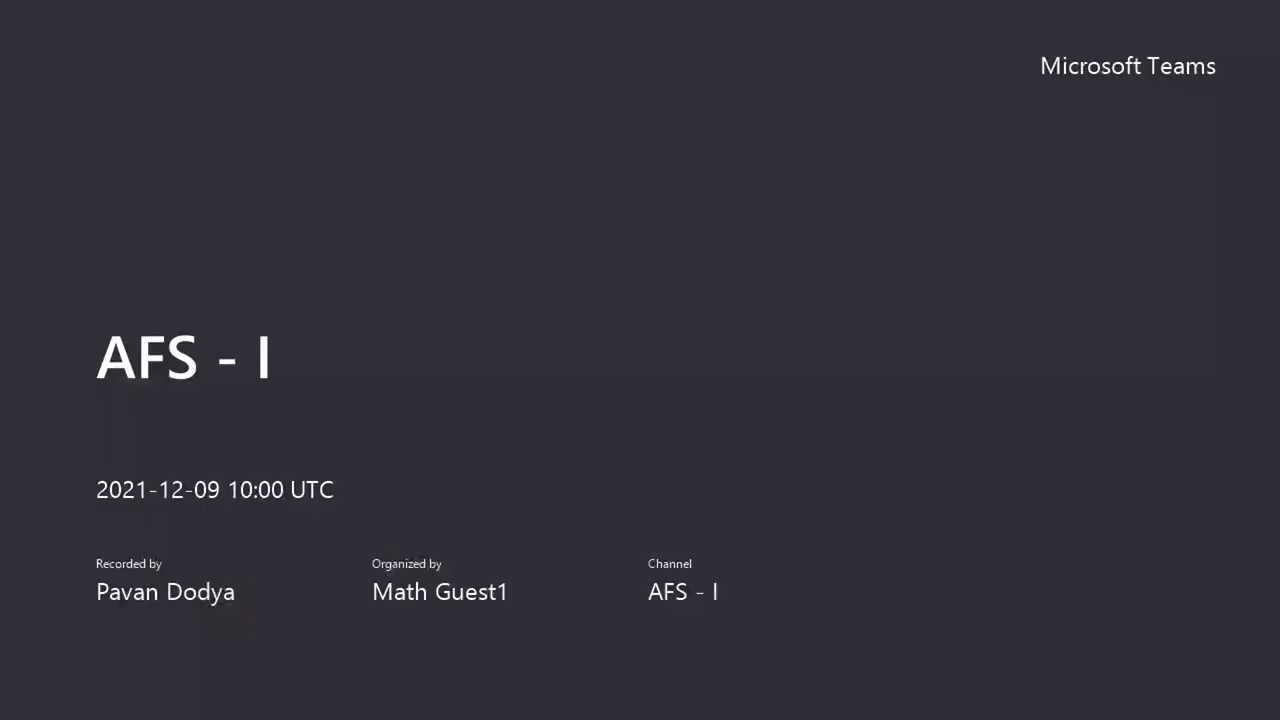 Microsoft Teams
AFS - I
2021-12-09 10:00 UTC
Recorded by
Pavan Dodya
Organized by
Math Guest1
Channel
AFS - I